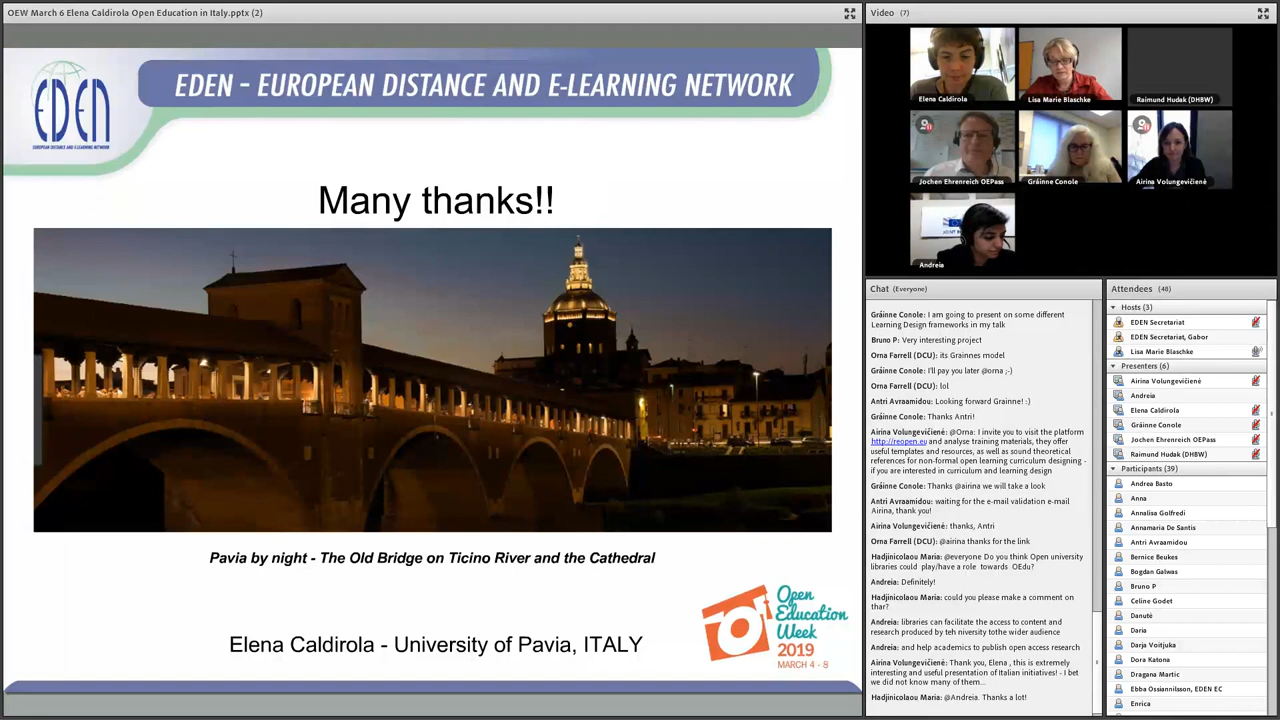 OEW March 6 Elena Caldirola Open Education in Italy.pptx (2)
EDEN
EUROPEAN DISTANCE AND E-LEARNING NETWORK
EDEN - EUROPEAN DISTANCE AND E-LEARNING NETWORK
Many thanks!!
Pavia by night - The Old Bridge on Ticino River and the Cathedral
Elena Caldirola - University of Pavia, ITALY
Open
Education
Week
2019
MARCH 4 - 8
Video (7)
Elena Caldirola
Lisa Marie Blaschke
Raimund Hudak (DHBW)
Jochen Ehrenreich OEPass
Gráinne Conole
Airina Volungevičienė
Andreia
Chat (Everyone)
Gráinne Conole: I am going to present on some different
Learning Design frameworks in my talk
Bruno P: Very interesting project
Orna Farrell (DCU): its Grainnes model
Gráinne Conole: I'll pay you later @orna ;-)
Orna Farrell (DCU): lol
Antri Avraamidou: Looking forward Grainne! :)
Gráinne Conole: Thanks Antri!
Airina Volungevičienė: @Orna: I invite you to visit the platform
http://reopen.eu and analyse training materials, they offer
useful templates and resources, as well as sound theoretical
references for non-formal open learning curriculum designing -
if you are interested in curriculum and learning design
Gráinne Conole: Thanks @airina we will take a look
Antri Avraamidou: waiting for the e-mail validation e-mail
Airina, thank you!
Airina Volungevičienė: thanks, Antri
Orna Farrell (DCU): @airina thanks for the link
Hadjinicolaou Maria: @everyone Do you think Open university
libraries could play/have a role towards OEdu?
Andreia: Definitely!
Hadjinicolaou Maria: could you please make a comment on
thar?
Andreia: libraries can facilitate the access to content and
research produced by teh niversity tothe wider audience
Andreia: and help academics to publish open access research
Airina Volungevičienė: Thank you, Elena , this is extremely
interesting and useful presentation of Italian initiatives! - I bet
we did not know many of them...
Hadjinicolaou Maria: @Andreia. Thanks a lot!
Attendees (48)
Hosts (3)
EDEN Secretariat
EDEN Secretariat, Gabor
Lisa Marie Blaschke
Presenters (6)
Airina Volungevičienė
Andreia
Elena Caldirola
Gráinne Conole
Jochen Ehrenreich OEPass
Raimund Hudak (DHBW)
Participants (39)
Andrea Basto
Anna
Annalisa Golfredi
Annamaria De Santis
Antri Avraamidou
Bernice Beukes
Bogdan Galwas
Bruno P
Celine Godet
Danutė
Daria
Darja Voitjuka
Dora Katona
Dragana Martic
Ebba Ossiannilsson, EDEN EC
Enrica